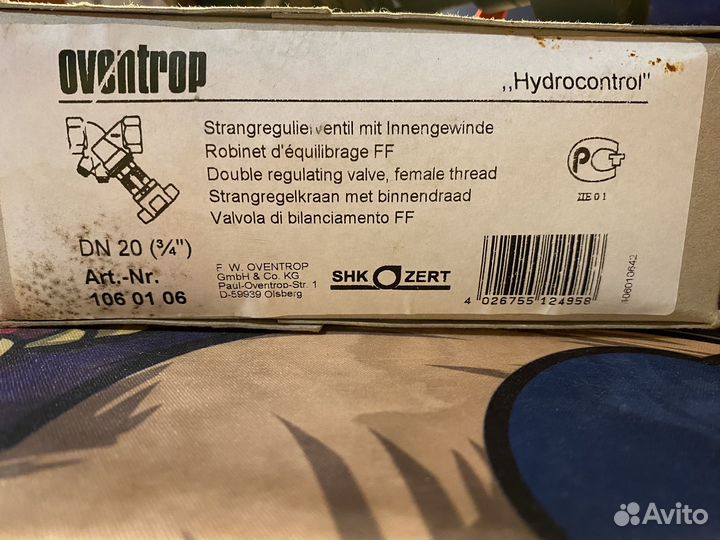 oventrop
„Hydrocontrol"
Strangregulierventil mit Innengewinde
Robinet d'équilibrage FF
Double regulating valve, female thread
Strangregelkraan met binnendraad
Valvola di bilanciamento FF
ДЕ01
DN 20 (¾")
Art.-Nr.
106 01 06
F. W. OVENTROP
GmbH & Co. KG
Paul-Oventrop-Str. 1
D-59939 Olsberg
SHK ZERT
4 026755 124958
106010642
Avito